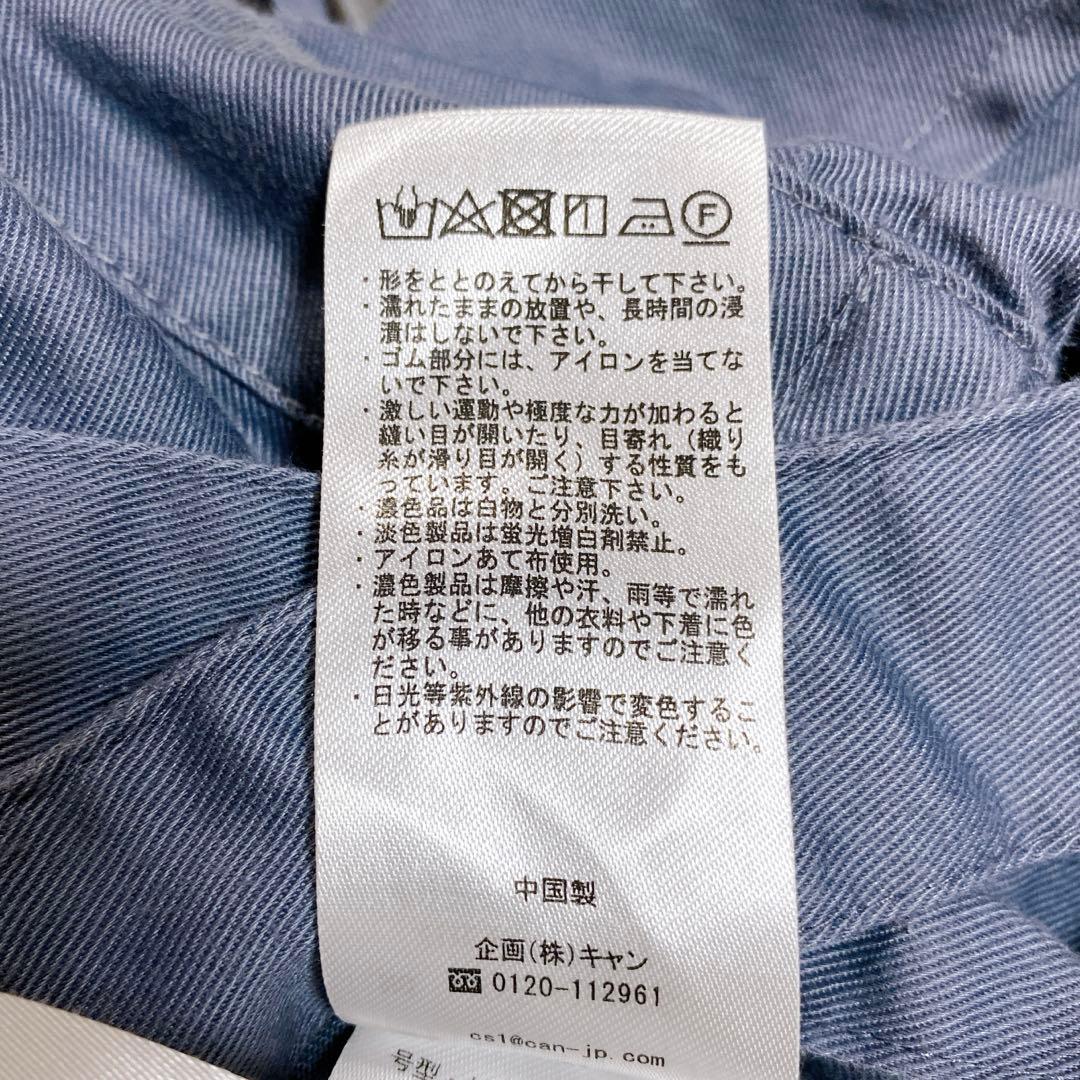 F
・形をととのえてから干して下さい。
・濡れたままの放置や、長時間の浸
漬はしないで下さい。
・ゴム部分には、アイロンを当てな
いで下さい。
・激しい運動や極度な力が加わると
縫い目が開いたり、目寄れ(織り
糸が滑り目が開く)する性質をも
っています。ご注意下さい。
・濃色品は白物と分別洗い。
・淡色製品は蛍光増白剤禁止。
・アイロンあて布使用。
・濃色製品は摩擦や汗、雨等で濡れ
た時などに、他の衣料や下着に色
が移る事がありますのでご注意く
ださい。
・日光等紫外線の影響で変色するこ
とがありますのでご注意ください。
中国製
企画(株)キャン
0120-112961
cs1@can-jp.com
号型